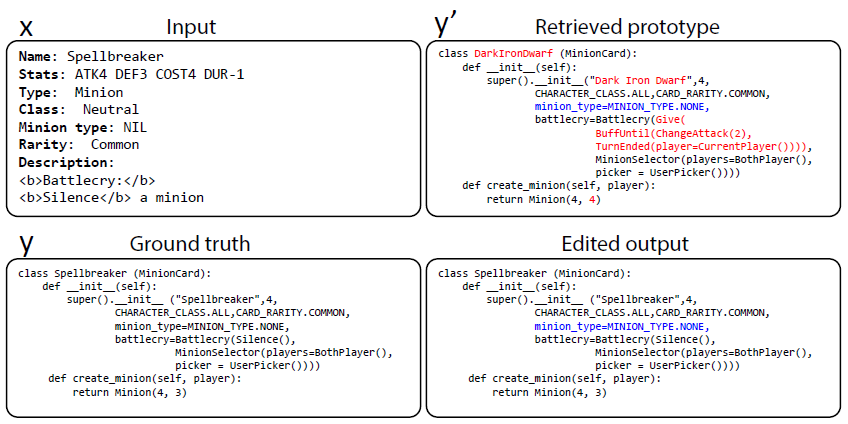 x Input
Name: Spellbreaker
Stats: ATK4 DEF3 COST4 DUR-1
Type:  Minion
Class:  Neutral
Minion type: NIL
Rarity:  Common
Description:
<b>Battlecry:</b>
<b>Silence</b> a minion
y’ Retrieved prototype
class DarkIronDwarf (MinionCard):
    def __init__(self):
        super().__init__("Dark Iron Dwarf",4,
                CHARACTER_CLASS.ALL,CARD_RARITY.COMMON,
                minion_type=MINION_TYPE.NONE,
                battlecry=Battlecry(Give(
                          BuffUntil(ChangeAttack(2),
                          TurnEnded(player=CurrentPlayer()))),
                          MinionSelector(players=BothPlayer(),
                          picker = UserPicker())))
    def create_minion(self, player):
        return Minion(4, 4)
y Ground truth
class Spellbreaker (MinionCard):
    def __init__(self):
        super().__init__ ("Spellbreaker",4,
                CHARACTER_CLASS.ALL,CARD_RARITY.COMMON,
                minion_type=MINION_TYPE.NONE,
                battlecry=Battlecry(Silence(),
                          MinionSelector(players=BothPlayer(),
                          picker = UserPicker())))
     def create_minion(self, player):
         return Minion(4, 3)
Edited output
class Spellbreaker (MinionCard):
    def __init__(self):
        super().__init__ ("Spellbreaker",4,
                CHARACTER_CLASS.ALL,CARD_RARITY.COMMON,
                minion_type=MINION_TYPE.NONE,
                battlecry=Battlecry(Silence(),
                          MinionSelector(players=BothPlayer(),
                          picker = UserPicker())))
     def create_minion(self, player):
         return Minion(4, 3)